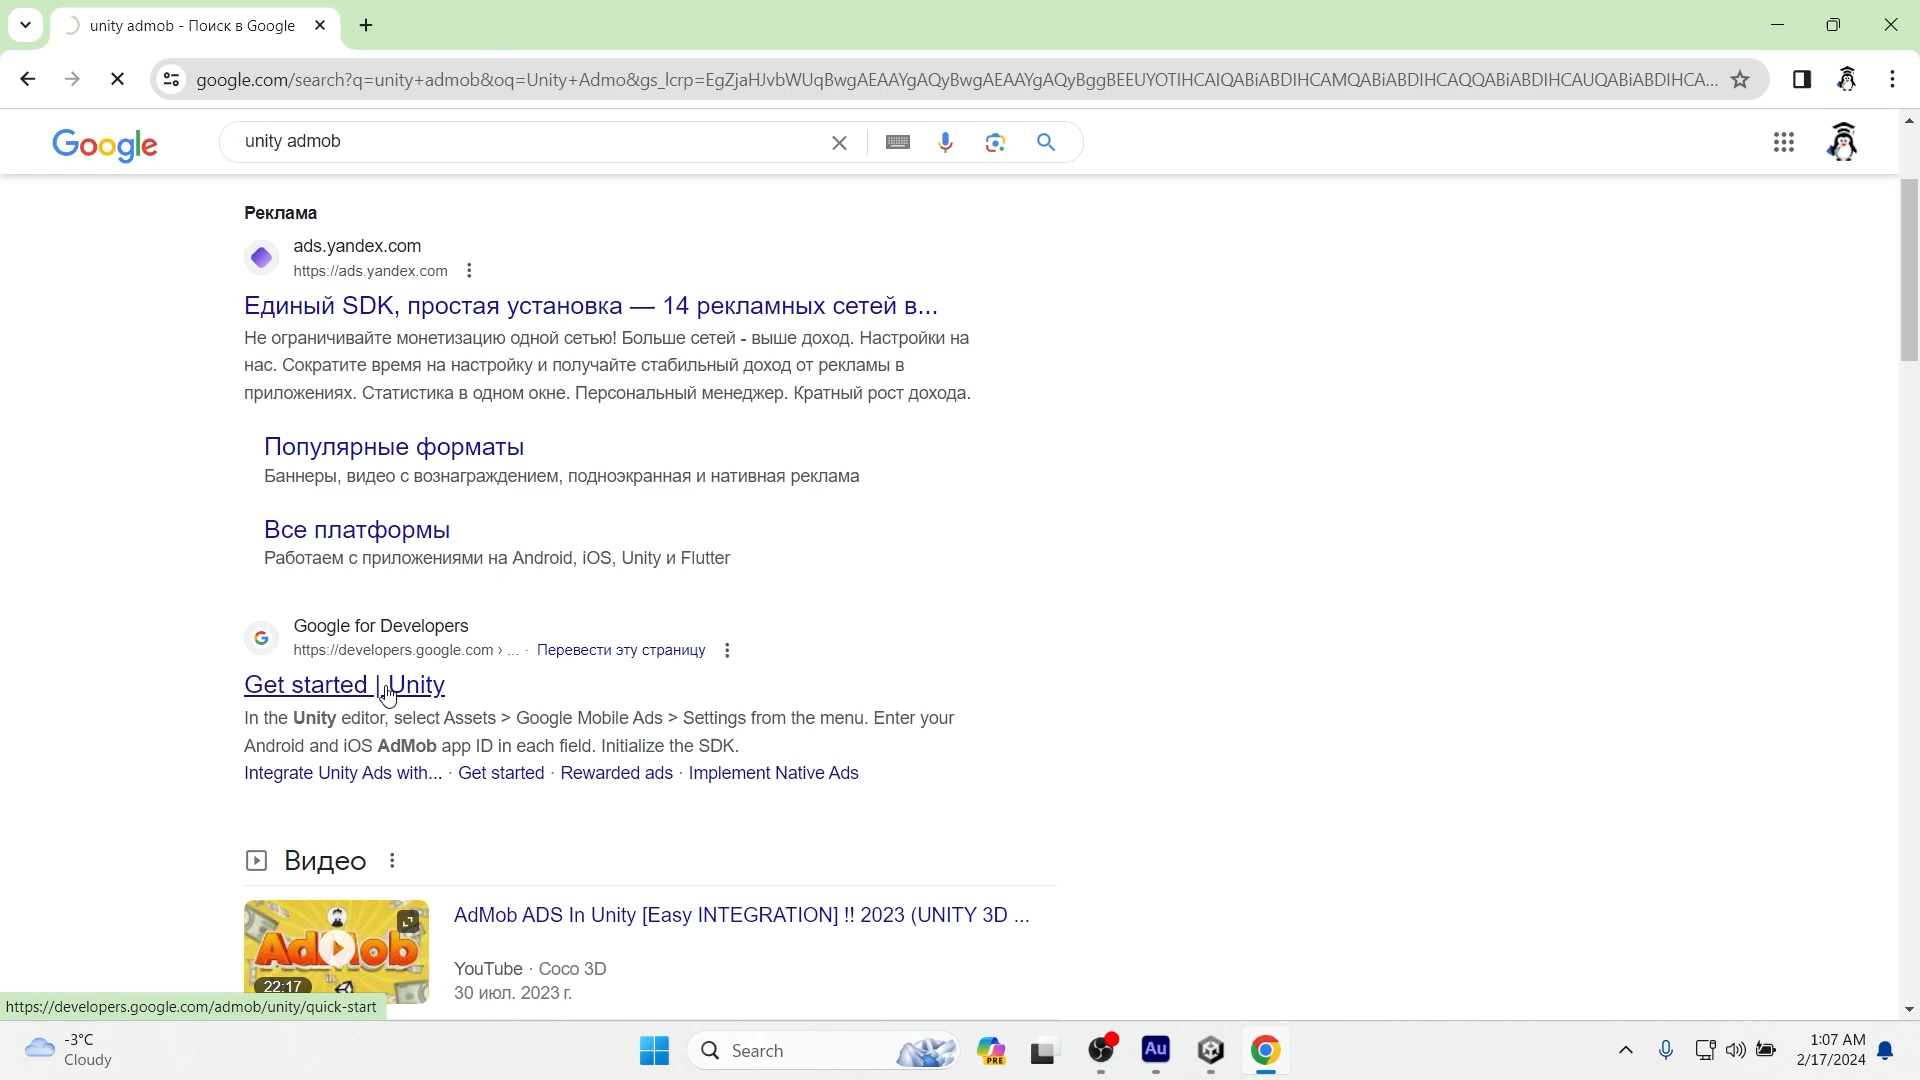 unity admob - Поиск в Google
google.com/search?q=unity+admob&oq=Unity+Admo&gs_lcrp=EgZjaHJvbWUqBwgAEAAYgAQyBwgAEAAYgAQyBggBEEUYOTIHCAIQABiABDIHCAMQABiABDIHCAQQABiABDIHCAUQABiABDIHCA...
Google
unity admob
Реклама
ads.yandex.com
https://ads.yandex.com
Единый SDK, простая установка — 14 рекламных сетей в...
Не ограничивайте монетизацию одной сетью! Больше сетей - выше доход. Настройки на
нас. Сократите время на настройку и получайте стабильный доход от рекламы в
приложениях. Статистика в одном окне. Персональный менеджер. Кратный рост дохода.
Популярные форматы
Баннеры, видео с вознаграждением, полноэкранная и нативная реклама
Все платформы
Работаем с приложениями на Android, iOS, Unity и Flutter
Google for Developers
https://developers.google.com › ... · Перевести эту страницу
Get started | Unity
In the Unity editor, select Assets > Google Mobile Ads > Settings from the menu. Enter your
Android and iOS AdMob app ID in each field. Initialize the SDK.
Integrate Unity Ads with... · Get started · Rewarded ads · Implement Native Ads
Видео
AdMob
22:17
AdMob ADS In Unity [Easy INTEGRATION] !! 2023 (UNITY 3D ...
YouTube · Coco 3D
30 июл. 2023 г.
https://developers.google.com/admob/unity/quick-start
-3°C
Cloudy
Search
PRE
Au
1:07 AM
2/17/2024